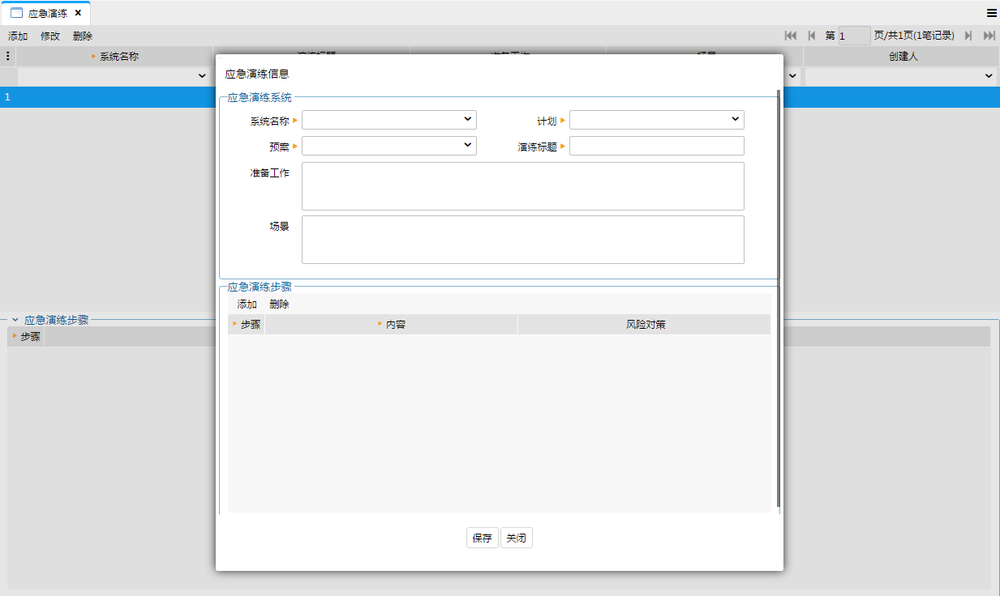 应急演练 ×
添加 修改 删除 第 1 页/共1页(1笔记录)
系统名称 创建人
1
应急演练信息
应急演练系统
系统名称 计划
预案 演练标题
准备工作
场景
应急演练步骤
添加 删除
步骤 内容 风险对策
保存 关闭
应急演练步骤
步骤